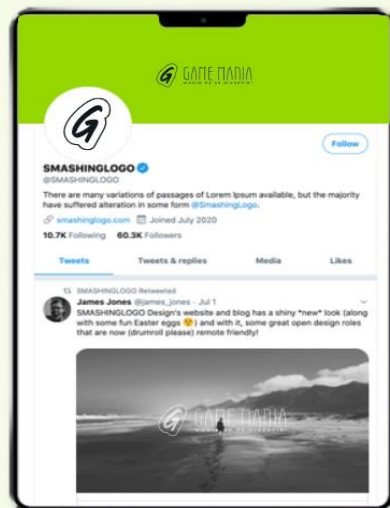 G GAME MANIA
G
Follow
SMASHINGLOGO
@SMASHINGLOGO
There are many variations of passages of Lorem Ipsum available, but the majority
have suffered alteration in some form @SmashingLogo.
smashinglogo.com Joined July 2020
10.7K Following 60.3K Followers
Tweets Tweets & replies Media Likes
SMASHINGLOGO Retweeted
James Jones @james_jones · Jul 1
SMASHINGLOGO Design's website and blog has a shiny *new* look (along
with some fun Easter eggs 😉) and with it, some great open design roles
that are now (drumroll please) remote friendly!
G GAME MANIA